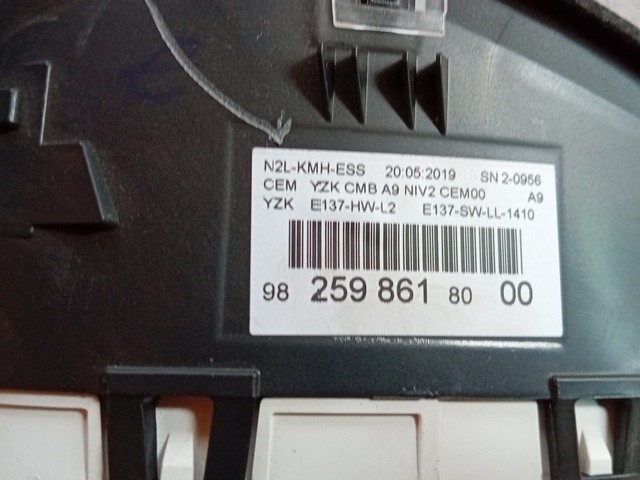 N2L-KMH-ESS 20:05:2019 SN 2-0956
CEM YZK CMB A9 NIV2 CEM00 A9
YZK E137-HW-L2 E137-SW-LL-1410
98 259 861 80 00